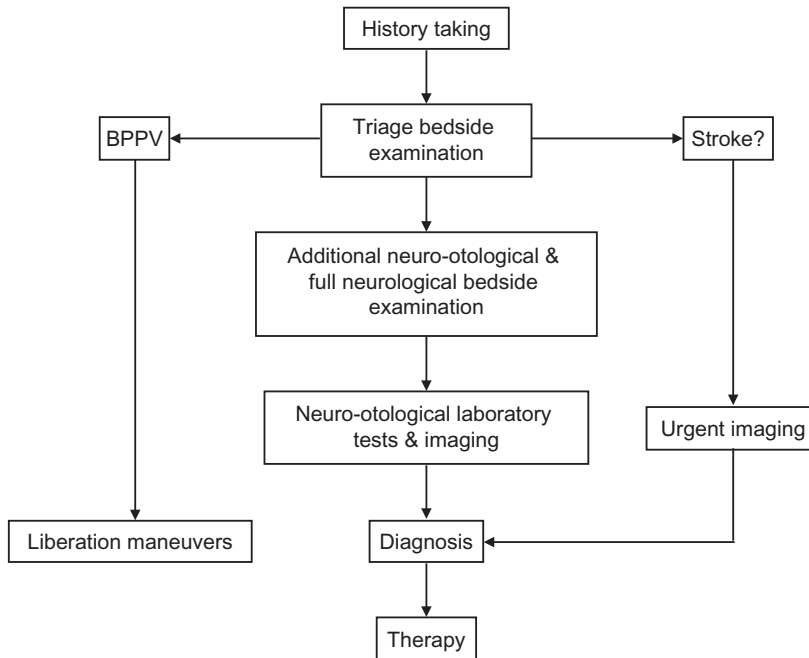 History taking
BPPV
Triage bedside
examination
Stroke?
Additional neuro-otological &
full neurological bedside
examination
Neuro-otological laboratory
tests & imaging
Urgent imaging
Liberation maneuvers
Diagnosis
Therapy